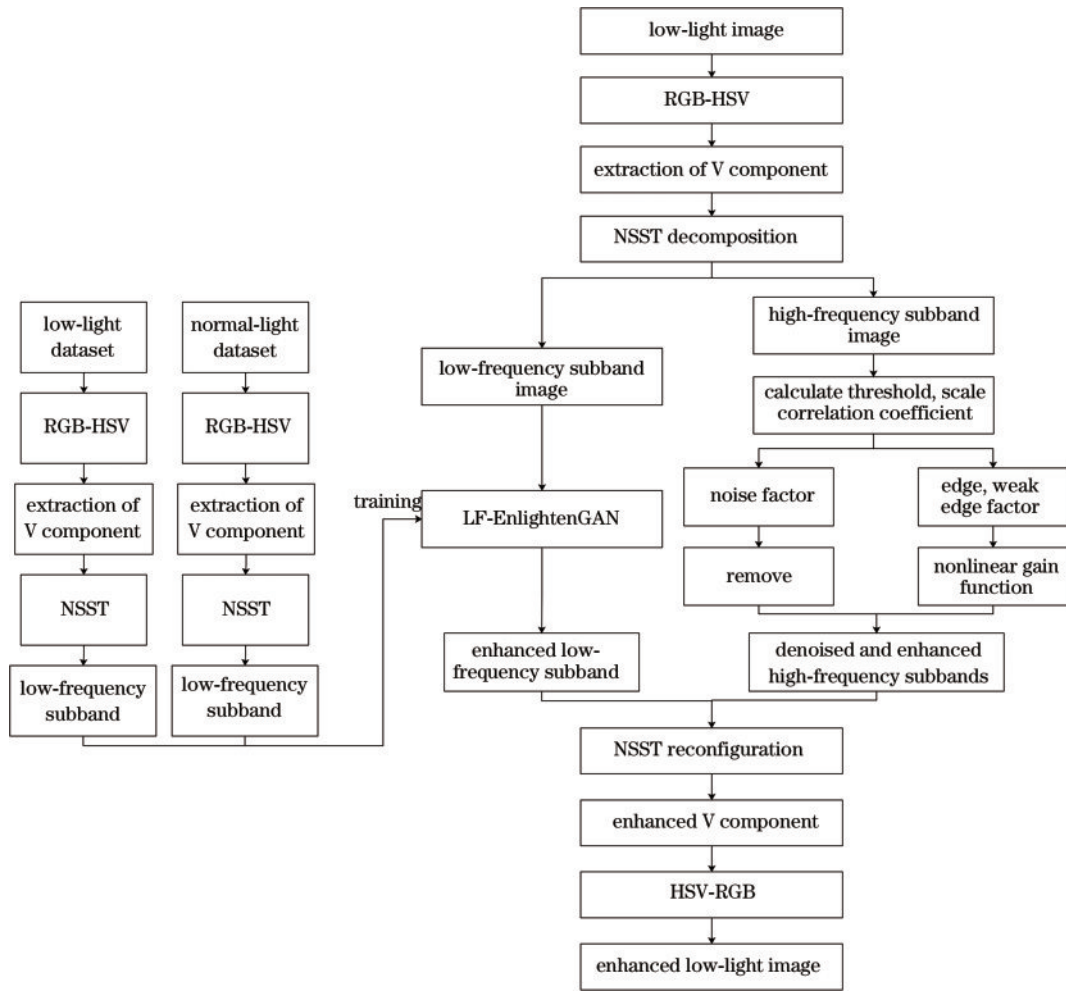 low-light image
RGB-HSV
extraction of V component
NSST decomposition
low-light
dataset
normal-light
dataset
high-frequency subband
image
low-frequency subband
image
calculate threshold, scale
correlation coefficient
RGB-HSV
RGB-HSV
extraction of
V component
extraction of
V component
training
LF-EnlightenGAN
noise factor
edge, weak
edge factor
NSST
NSST
remove
nonlinear gain
function
low-frequency
subband
low-frequency
subband
enhanced low-
frequency subband
denoised and enhanced
high-frequency subbands
NSST reconfiguration
enhanced V component
HSV-RGB
enhanced low-light image